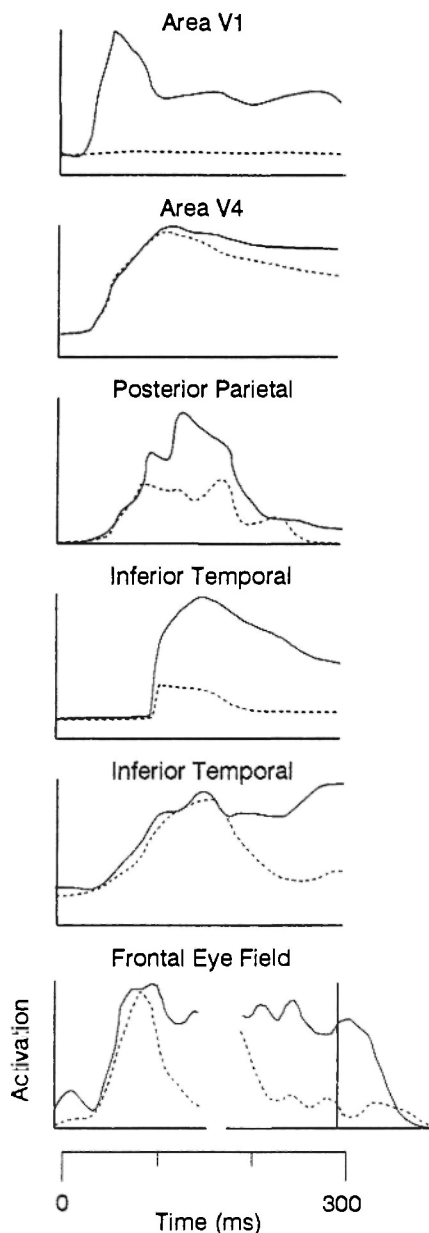 Area V1
Area V4
Posterior Parietal
Inferior Temporal
Inferior Temporal
Frontal Eye Field
Activation
0 300
Time (ms)